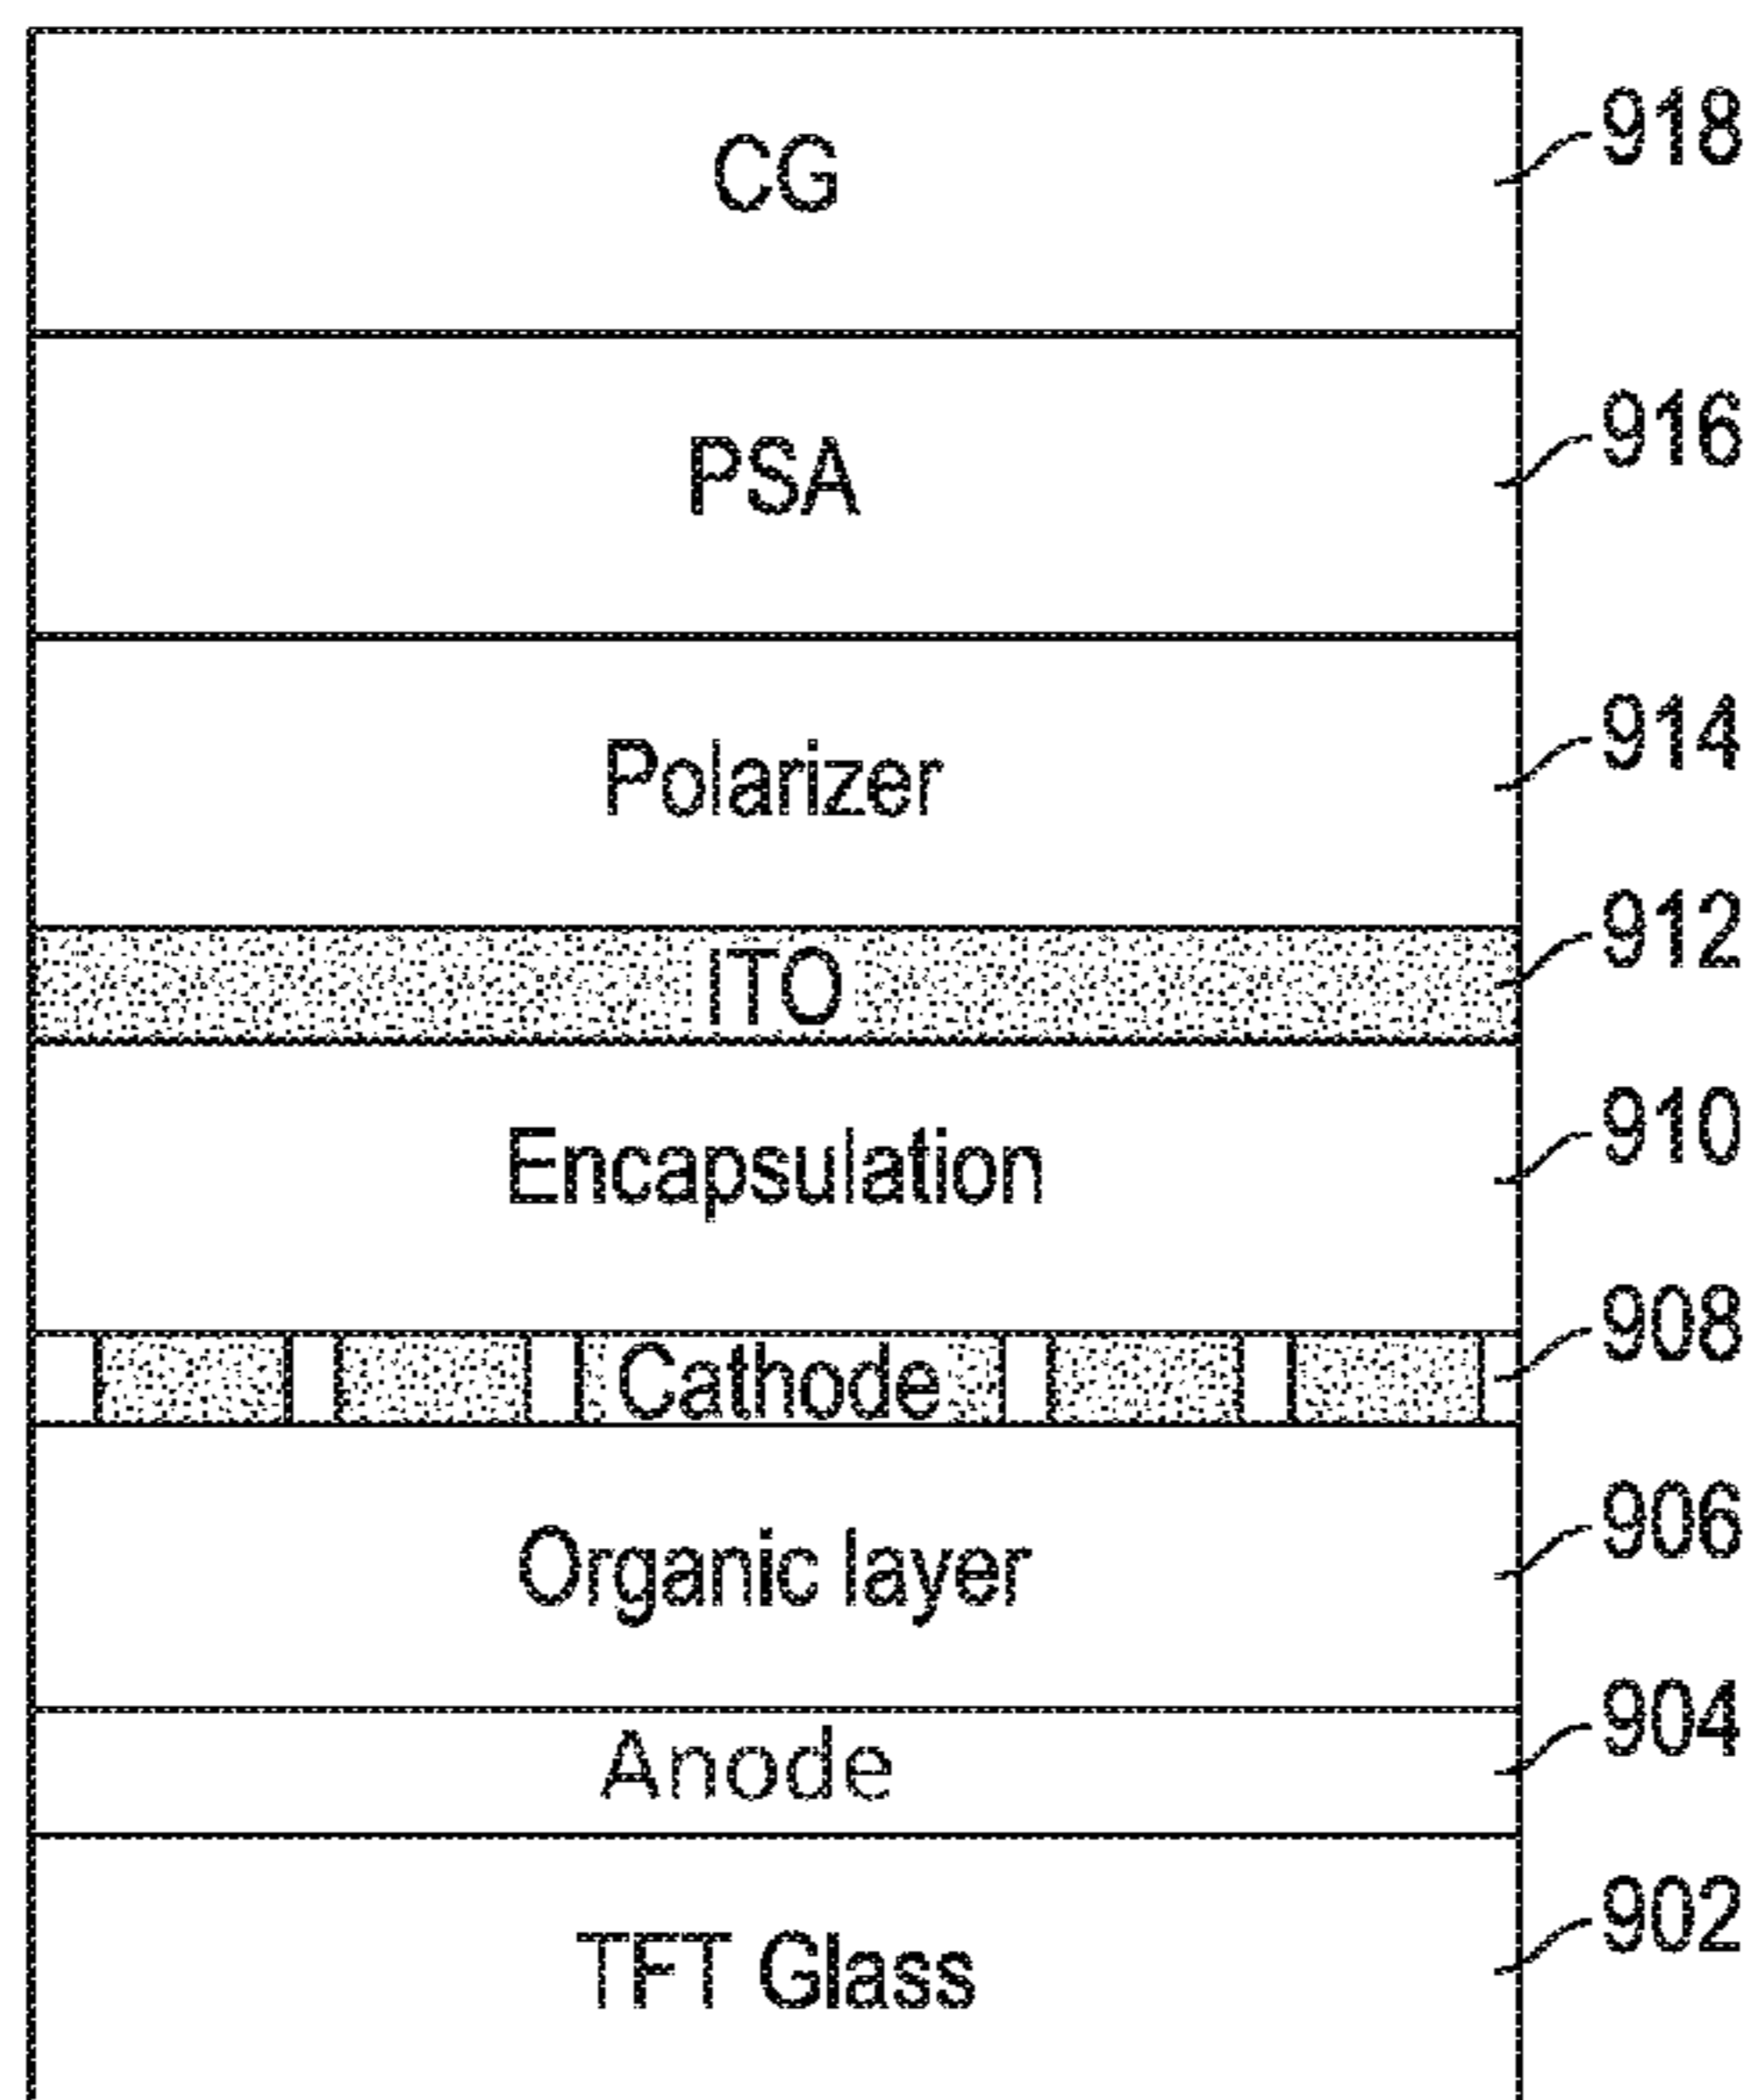 CG 918
PSA 916
Polarizer 914
ITO 912
Encapsulation 910
Cathode 908
Organic layer 906
Anode 904
TFT Glass 902